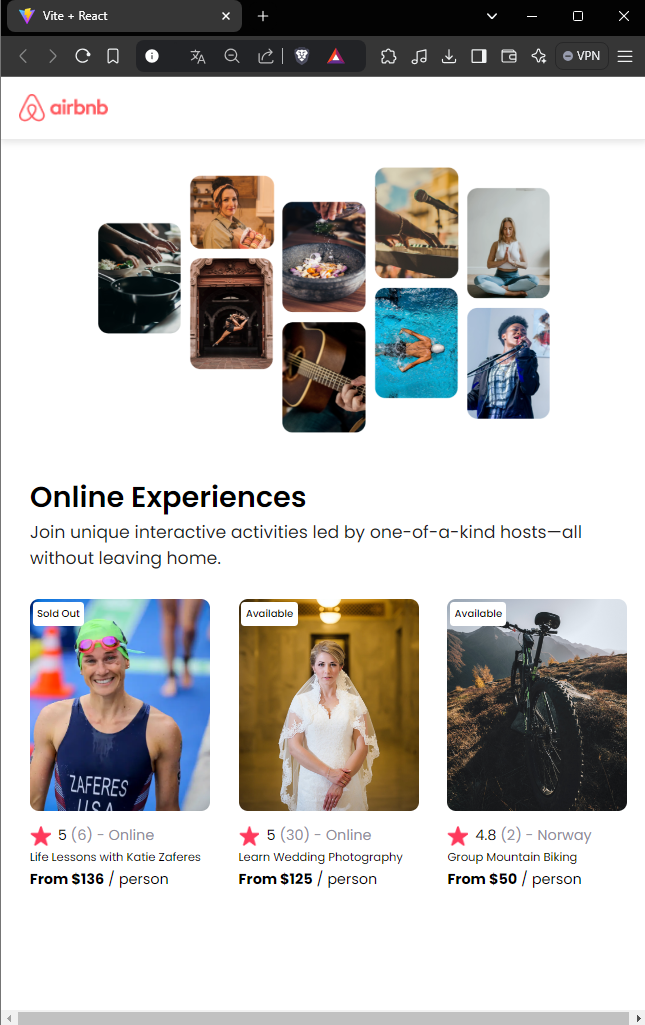 Vite + React
VPN
airbnb
Online Experiences
Join unique interactive activities led by one-of-a-kind hosts—all
without leaving home.
Sold Out
ZAFERES
USA
5 (6) - Online
Life Lessons with Katie Zaferes
From $136 / person
Available
5 (30) - Online
Learn Wedding Photography
From $125 / person
Available
4.8 (2) - Norway
Group Mountain Biking
From $50 / person